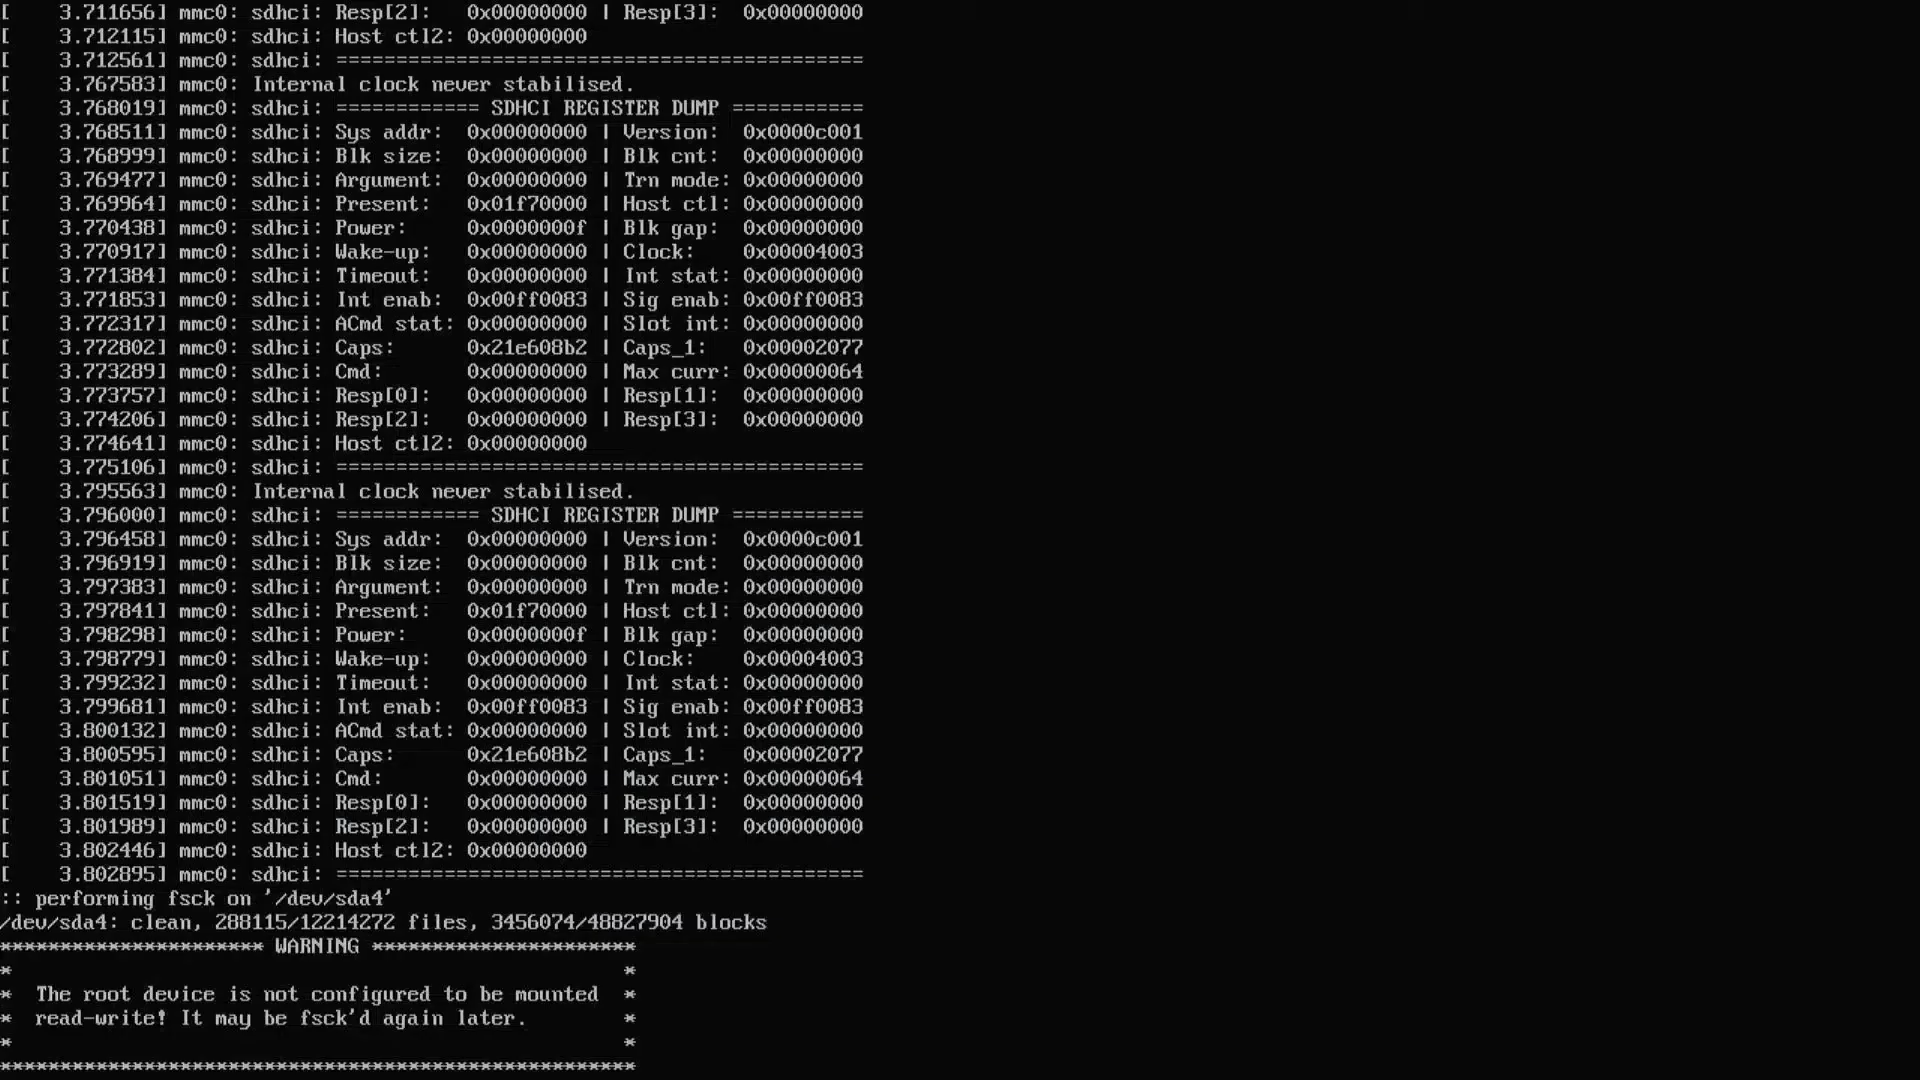 [    3.711656] mmc0: sdhci: Resp[2]:   0x00000000 | Resp[3]:  0x00000000
[    3.712115] mmc0: sdhci: Host ctl2: 0x00000000
[    3.712561] mmc0: sdhci: ============================================
[    3.767583] mmc0: Internal clock never stabilised.
[    3.768019] mmc0: sdhci: ============ SDHCI REGISTER DUMP ===========
[    3.768511] mmc0: sdhci: Sys addr:  0x00000000 | Version:  0x0000c001
[    3.768999] mmc0: sdhci: Blk size:  0x00000000 | Blk cnt:  0x00000000
[    3.769477] mmc0: sdhci: Argument:  0x00000000 | Trn mode: 0x00000000
[    3.769964] mmc0: sdhci: Present:   0x01f70000 | Host ctl: 0x00000000
[    3.770438] mmc0: sdhci: Power:     0x0000000f | Blk gap:  0x00000000
[    3.770917] mmc0: sdhci: Wake-up:   0x00000000 | Clock:    0x00004003
[    3.771384] mmc0: sdhci: Timeout:   0x00000000 | Int stat: 0x00000000
[    3.771853] mmc0: sdhci: Int enab:  0x00ff0083 | Sig enab: 0x00ff0083
[    3.772317] mmc0: sdhci: ACmd stat: 0x00000000 | Slot int: 0x00000000
[    3.772802] mmc0: sdhci: Caps:      0x21e608b2 | Caps_1:   0x00002077
[    3.773289] mmc0: sdhci: Cmd:       0x00000000 | Max curr: 0x00000064
[    3.773757] mmc0: sdhci: Resp[0]:   0x00000000 | Resp[1]:  0x00000000
[    3.774206] mmc0: sdhci: Resp[2]:   0x00000000 | Resp[3]:  0x00000000
[    3.774641] mmc0: sdhci: Host ctl2: 0x00000000
[    3.775106] mmc0: sdhci: ============================================
[    3.795563] mmc0: Internal clock never stabilised.
[    3.796000] mmc0: sdhci: ============ SDHCI REGISTER DUMP ===========
[    3.796458] mmc0: sdhci: Sys addr:  0x00000000 | Version:  0x0000c001
[    3.796919] mmc0: sdhci: Blk size:  0x00000000 | Blk cnt:  0x00000000
[    3.797383] mmc0: sdhci: Argument:  0x00000000 | Trn mode: 0x00000000
[    3.797841] mmc0: sdhci: Present:   0x01f70000 | Host ctl: 0x00000000
[    3.798298] mmc0: sdhci: Power:     0x0000000f | Blk gap:  0x00000000
[    3.798779] mmc0: sdhci: Wake-up:   0x00000000 | Clock:    0x00004003
[    3.799232] mmc0: sdhci: Timeout:   0x00000000 | Int stat: 0x00000000
[    3.799681] mmc0: sdhci: Int enab:  0x00ff0083 | Sig enab: 0x00ff0083
[    3.800132] mmc0: sdhci: ACmd stat: 0x00000000 | Slot int: 0x00000000
[    3.800595] mmc0: sdhci: Caps:      0x21e608b2 | Caps_1:   0x00002077
[    3.801051] mmc0: sdhci: Cmd:       0x00000000 | Max curr: 0x00000064
[    3.801519] mmc0: sdhci: Resp[0]:   0x00000000 | Resp[1]:  0x00000000
[    3.801989] mmc0: sdhci: Resp[2]:   0x00000000 | Resp[3]:  0x00000000
[    3.802446] mmc0: sdhci: Host ctl2: 0x00000000
[    3.802895] mmc0: sdhci: ============================================
:: performing fsck on '/dev/sda4'
/dev/sda4: clean, 288115/12214272 files, 3456074/48827904 blocks
********************** WARNING **********************
*                                                   *
*  The root device is not configured to be mounted  *
*  read-write! It may be fsck'd again later.        *
*                                                   *
*****************************************************